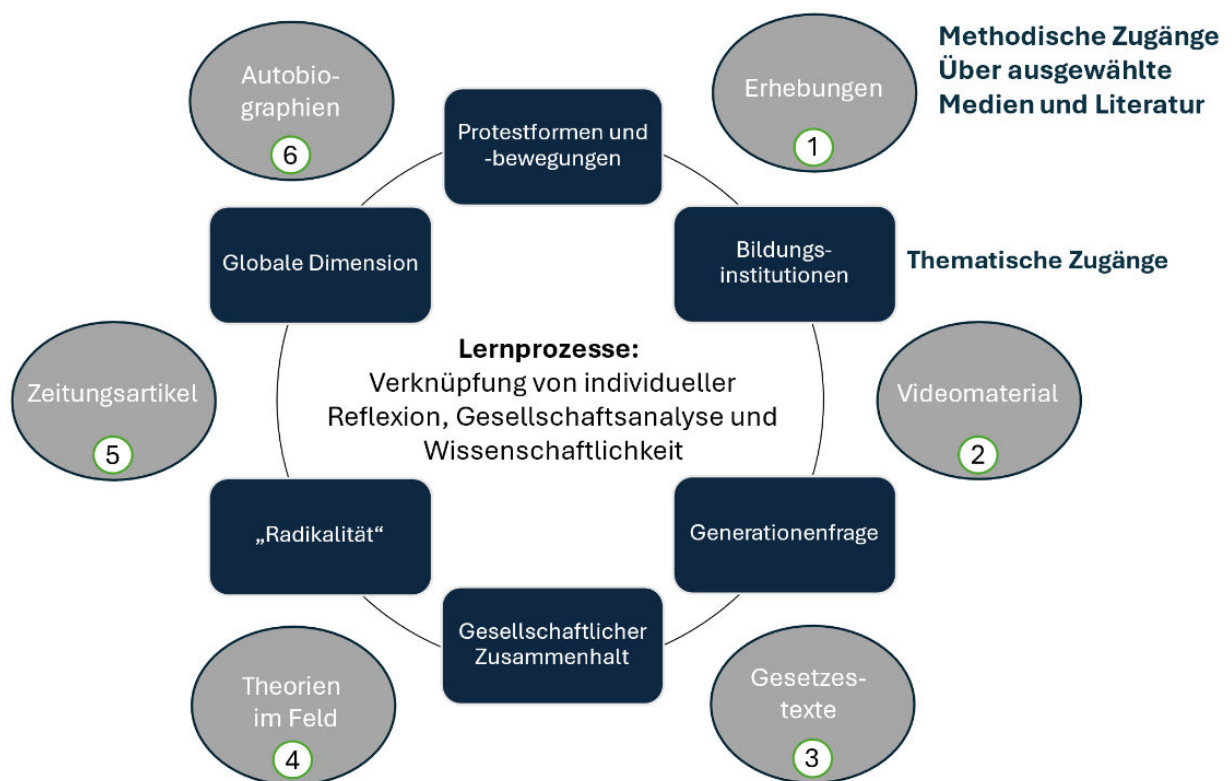 Methodische Zugänge
Über ausgewählte
Medien und Literatur
Autobio-
graphien
6
Erhebungen
1
Protestformen und
-bewegungen
Globale Dimension
Bildungs-
institutionen
Thematische Zugänge
Lernprozesse:
Verknüpfung von individueller
Reflexion, Gesellschaftsanalyse und
Wissenschaftlichkeit
Zeitungsartikel
5
Videomaterial
2
„Radikalität“
Generationenfrage
Gesellschaftlicher
Zusammenhalt
Theorien
im Feld
4
Gesetzes-
texte
3